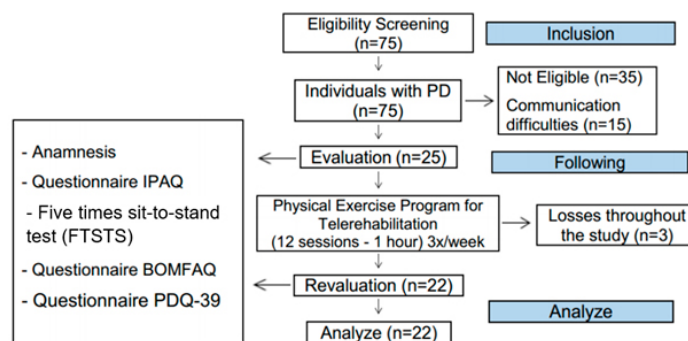 Eligibility Screening
(n=75)
Inclusion
Individuals with PD
(n=75)
Not Eligible (n=35)
Communication
difficulties (n=15)
- Anamnesis
- Questionnaire IPAQ
- Five times sit-to-stand
test (FTSTS)
- Questionnaire BOMFAQ
- Questionnaire PDQ-39
Evaluation (n=25)
Following
Physical Exercise Program for
Telerehabilitation
(12 sessions - 1 hour) 3x/week
Losses throughout
the study (n=3)
Revaluation (n=22)
Analyze
Analyze (n=22)